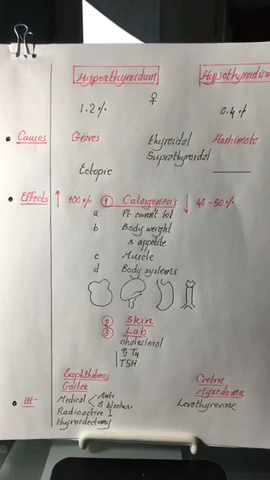 Hyperthyroidism Hypothyroidism
1.2 % ♀ 0.4 %
• Causes Graves thyroidal Hashimoto
Suprathyroidal
Ectopic
• Effects ↑ 100 % ① Calorigenesis ↓ 40 - 50 %
a Pt cannot tol
b Body weight
& appetite
c Muscle
d Body systems
② Skin
③ Lab
cholesterol
T4
TSH
Exophthalmos
Goitre
Cretin
Myxedema
Medical < Anti
B blocker
Levothyroxine
Radioactive I
thyroidectomy